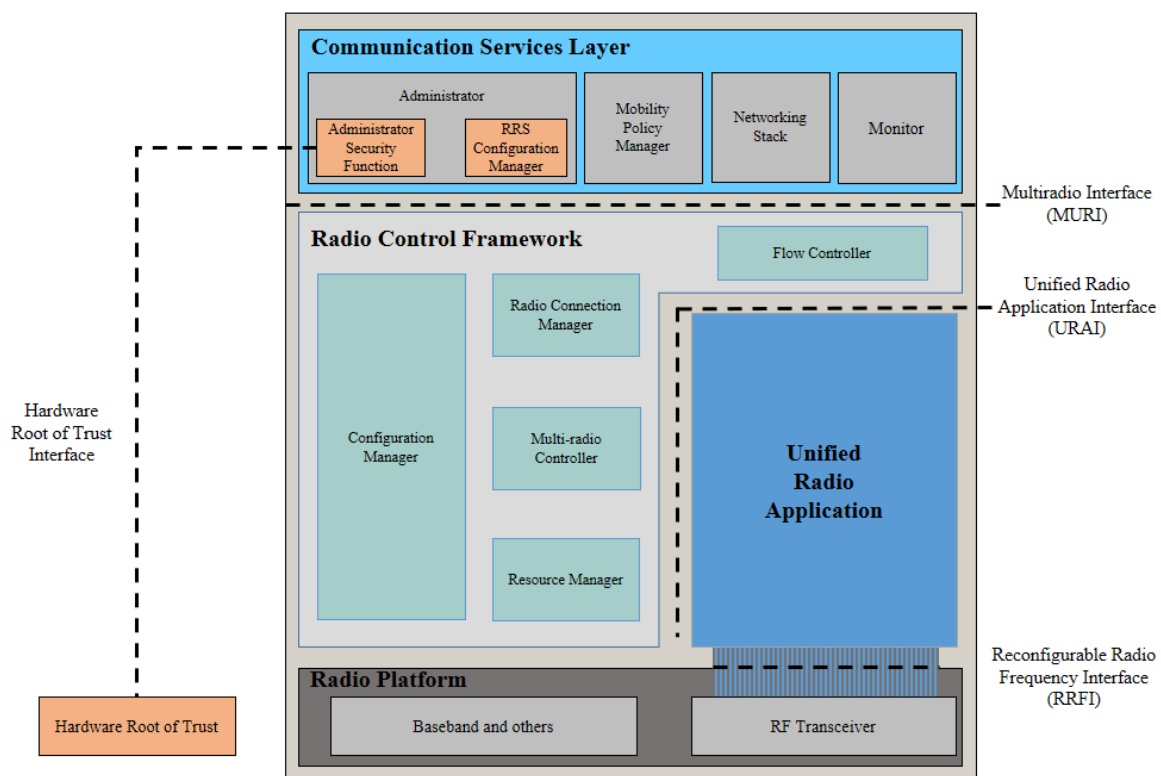 Communication Services Layer
Administrator
Administrator
Security
Function
RRS
Configuration
Manager
Mobility
Policy
Manager
Networking
Stack
Monitor
Multiradio Interface
(MURI)
Radio Control Framework
Flow Controller
Configuration
Manager
Radio Connection
Manager
Multi-radio
Controller
Resource Manager
Unified Radio
Application Interface
(URAI)
Unified
Radio
Application
Hardware
Root of Trust
Interface
Reconfigurable Radio
Frequency Interface
(RRFI)
Radio Platform
Baseband and others
RF Transceiver
Hardware Root of Trust